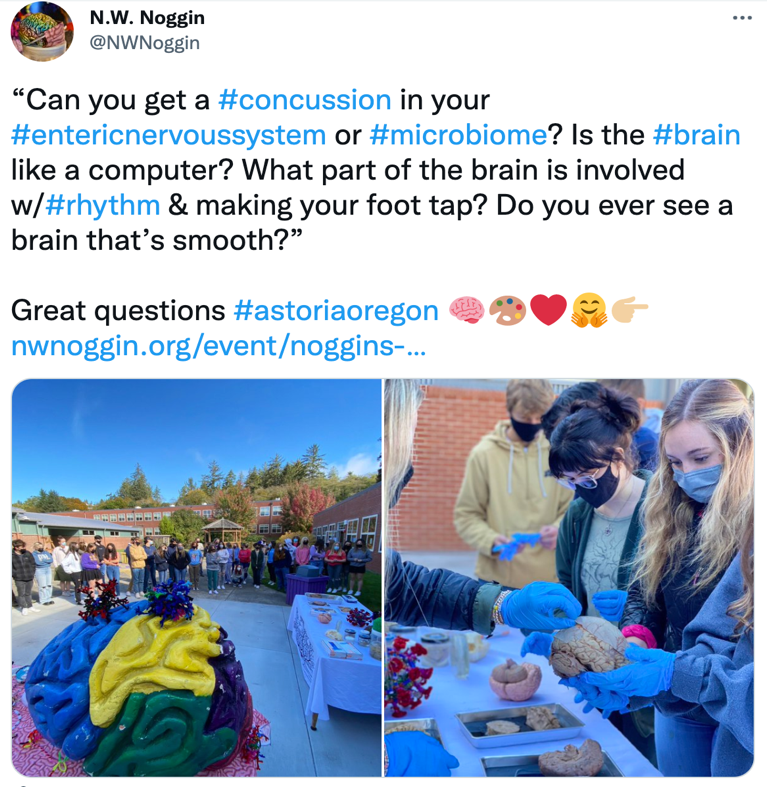 N.W. Noggin
@NWNoggin
“Can you get a #concussion in your
#entericnervoussystem or #microbiome? Is the #brain
like a computer? What part of the brain is involved
w/#rhythm & making your foot tap? Do you ever see a
brain that’s smooth?”
Great questions #astoriaoregon 🧠🎨❤️🤗👉🏼
nwnoggin.org/event/noggins-...